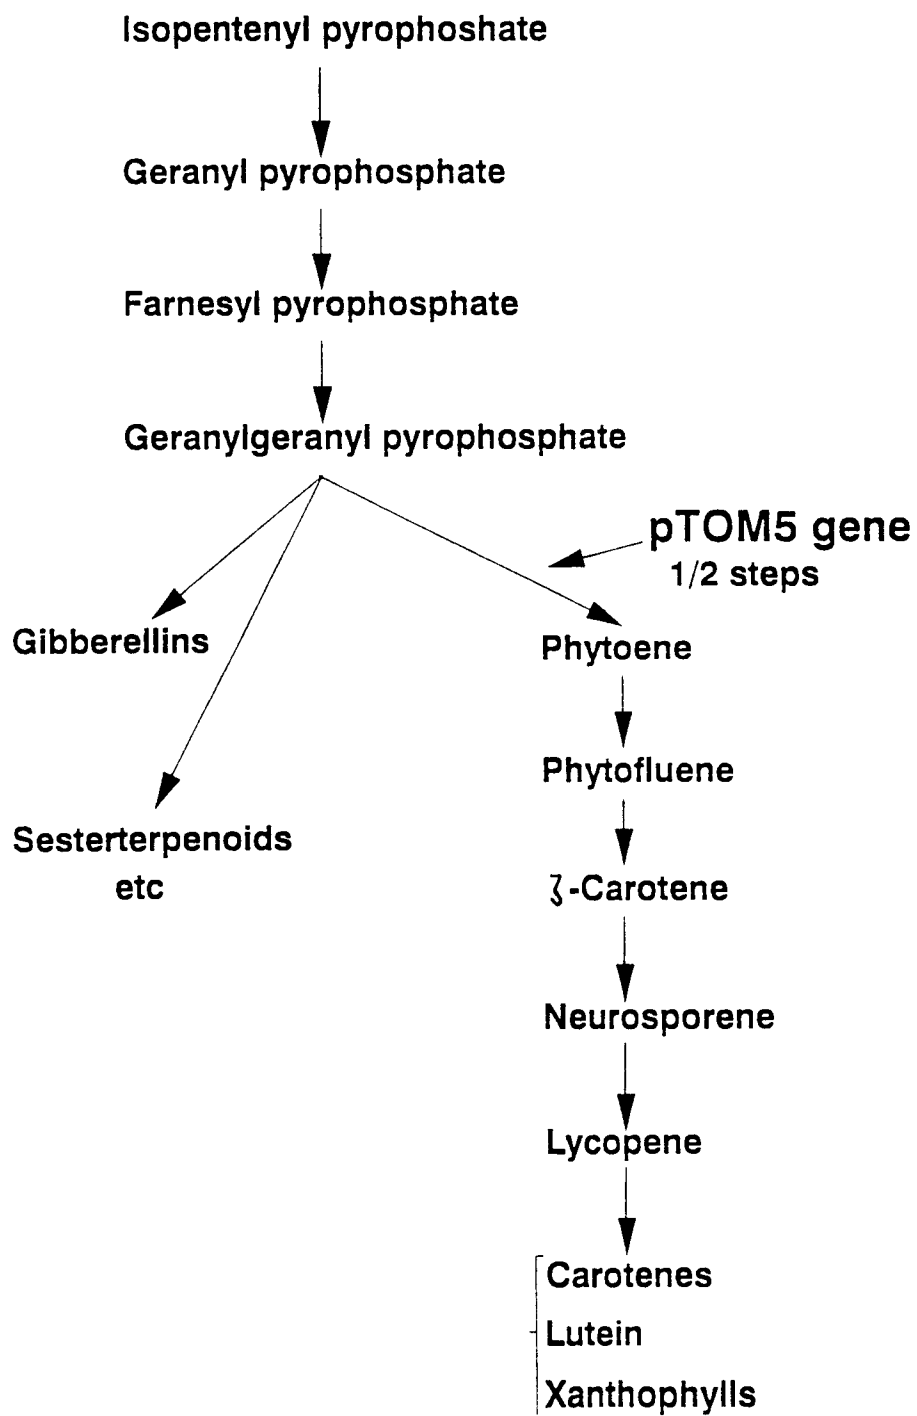 Isopentenyl pyrophoshate
Geranyl pyrophosphate
Farnesyl pyrophosphate
Geranylgeranyl pyrophosphate
pTOM5 gene
1/2 steps
Gibberellins
Phytoene
Phytofluene
Sesterterpenoids
etc
ζ-Carotene
Neurosporene
Lycopene
Carotenes
Lutein
Xanthophylls